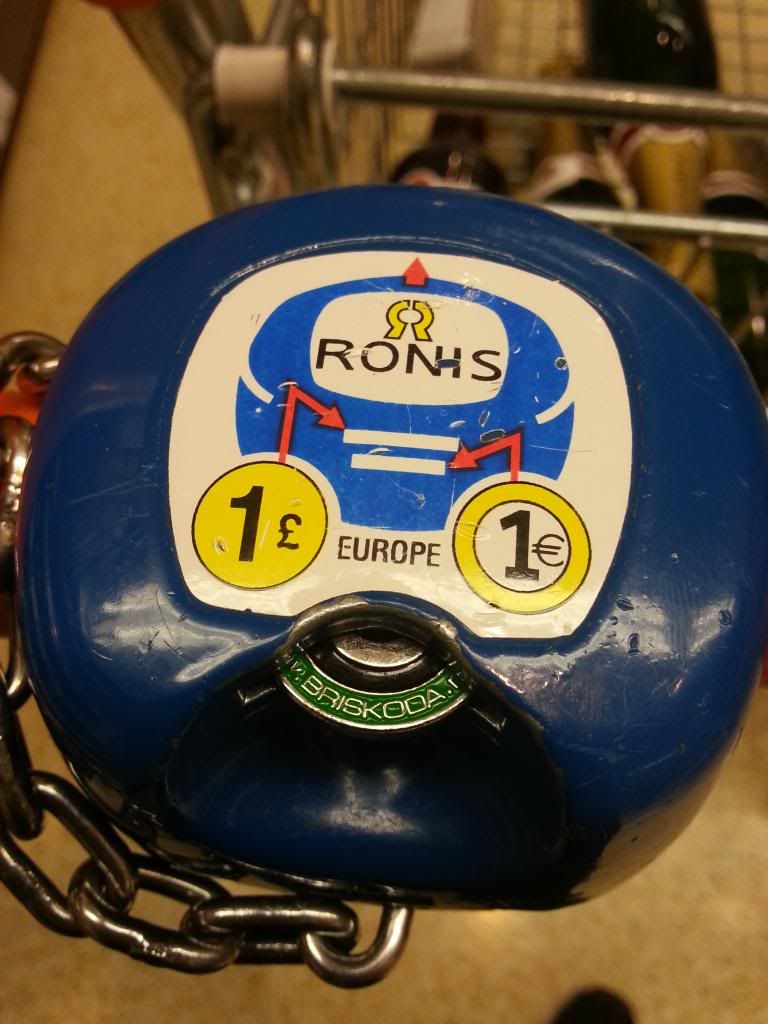 RONIS
1£
EUROPE
1€
.BRISKODA.